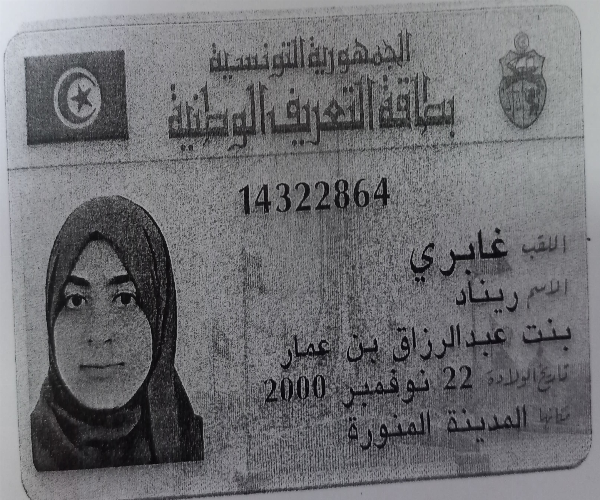 الجمهورية التونسية
بطاقة التعريف الوطنية
14322864
اللقب غابري
الاسم ريناد
بنت عبدالرزاق بن عمار
تاريخ الولادة 22 نوفمبر 2000
مكانها المدينة المنورة